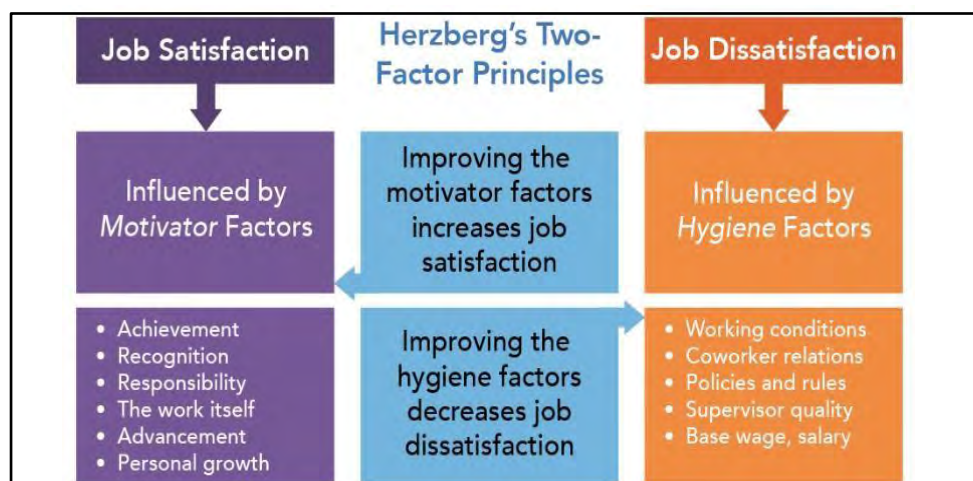 Job Satisfaction
Herzberg's Two-
Factor Principles
Job Dissatisfaction
Influenced by
Motivator Factors
Improving the
motivator factors
increases job
satisfaction
Influenced by
Hygiene Factors
• Achievement
• Recognition
• Responsibility
• The work itself
• Advancement
• Personal growth
Improving the
hygiene factors
decreases job
dissatisfaction
• Working conditions
• Coworker relations
• Policies and rules
• Supervisor quality
• Base wage, salary